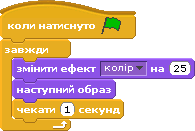 коли натиснуто
завжди
змінити ефект колір на 25
наступний образ
чекати 1 секунд